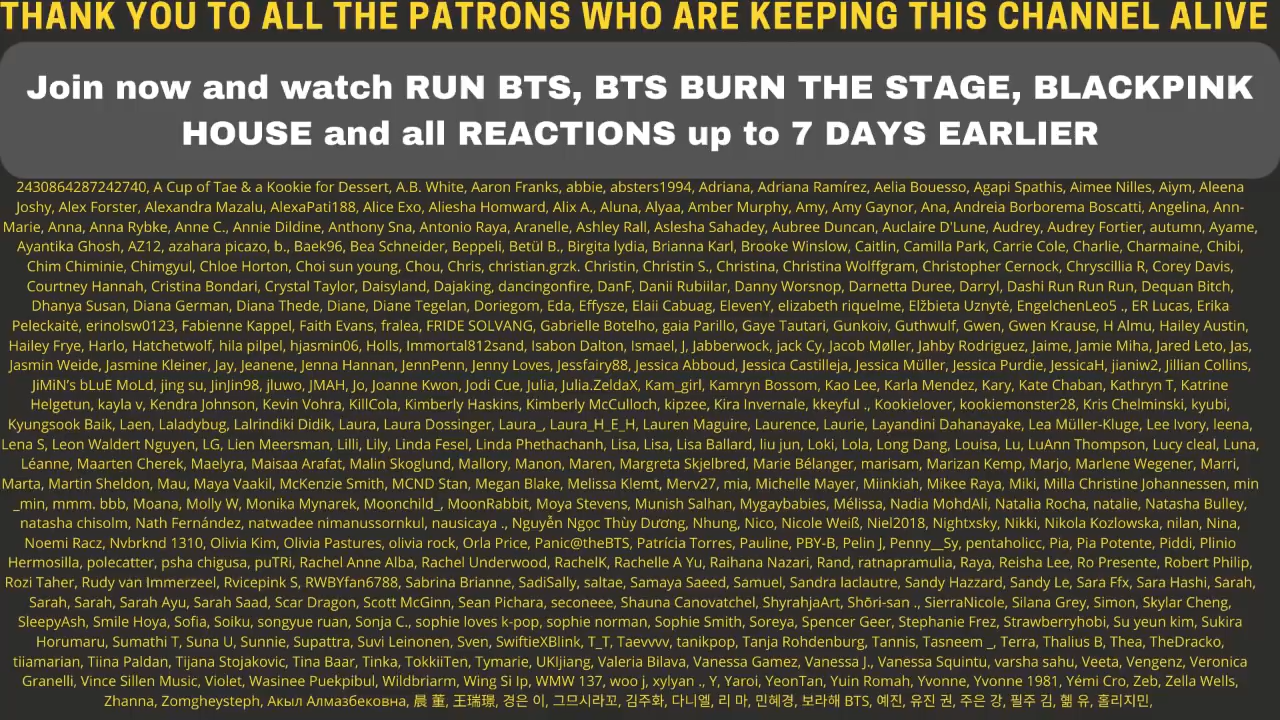 THANK YOU TO ALL THE PATRONS WHO ARE KEEPING THIS CHANNEL ALIVE
Join now and watch RUN BTS, BTS BURN THE STAGE, BLACKPINK
HOUSE and all REACTIONS up to 7 DAYS EARLIER
2430864287242740, A Cup of Tae & a Kookie for Dessert, A.B. White, Aaron Franks, abbie, absters1994, Adriana, Adriana Ramírez, Aelia Bouesso, Agapi Spathis, Aimee Nilles, Aiym, Aleena
Joshy, Alex Forster, Alexandra Mazalu, AlexaPati188, Alice Exo, Aliesha Homward, Alix A., Aluna, Alyaa, Amber Murphy, Amy, Amy Gaynor, Ana, Andreia Borborema Boscatti, Angelina, Ann-
Marie, Anna, Anna Rybke, Anne C., Annie Dildine, Anthony Sna, Antonio Raya, Aranelle, Ashley Rall, Aslesha Sahadey, Aubree Duncan, Auclaire D'Lune, Audrey, Audrey Fortier, autumn, Ayame,
Ayantika Ghosh, AZ12, azahara picazo, b., Baek96, Bea Schneider, Beppeli, Betül B., Birgita lydia, Brianna Karl, Brooke Winslow, Caitlin, Camilla Park, Carrie Cole, Charlie, Charmaine, Chibi,
Chim Chiminie, Chimgyul, Chloe Horton, Choi sun young, Chou, Chris, christian.grzk. Christin, Christin S., Christina, Christina Wolffgram, Christopher Cernock, Chryscillia R, Corey Davis,
Courtney Hannah, Cristina Bondari, Crystal Taylor, Daisyland, Dajaking, dancingonfire, DanF, Danii Rubiilar, Danny Worsnop, Darnetta Duree, Darryl, Dashi Run Run Run, Dequan Bitch,
Dhanya Susan, Diana German, Diana Thede, Diane, Diane Tegelan, Doriegom, Eda, Effysze, Elaii Cabuag, ElevenY, elizabeth riquelme, Elžbieta Uznytė, EngelchenLeo5 ., ER Lucas, Erika
Peleckaitė, erinolsw0123, Fabienne Kappel, Faith Evans, fralea, FRIDE SOLVANG, Gabrielle Botelho, gaia Parillo, Gaye Tautari, Gunkoiv, Guthwulf, Gwen, Gwen Krause, H Almu, Hailey Austin,
Hailey Frye, Harlo, Hatchetwolf, hila pilpel, hjasmin06, Holls, Immortal812sand, Isabon Dalton, Ismael, J, Jabberwock, jack Cy, Jacob Møller, Jahby Rodriguez, Jaime, Jamie Miha, Jared Leto, Jas,
Jasmin Weide, Jasmine Kleiner, Jay, Jeanene, Jenna Hannan, JennPenn, Jenny Loves, Jessfairy88, Jessica Abboud, Jessica Castilleja, Jessica Müller, Jessica Purdie, JessicaH, jianiw2, Jillian Collins,
JiMiN's bLuE MoLd, jing su, JinJin98, jluwo, JMAH, Jo, Joanne Kwon, Jodi Cue, Julia, Julia.ZeldaX, Kam_girl, Kamryn Bossom, Kao Lee, Karla Mendez, Kary, Kate Chaban, Kathryn T, Katrine
Helgetun, kayla v, Kendra Johnson, Kevin Vohra, KillCola, Kimberly Haskins, Kimberly McCulloch, kipzee, Kira Invernale, kkeyful ., Kookielover, kookiemonster28, Kris Chelminski, kyubi,
Kyungsook Baik, Laen, Laladybug, Lalrindiki Didik, Laura, Laura Dossinger, Laura_, Laura_H_E_H, Lauren Maguire, Laurence, Laurie, Layandini Dahanayake, Lea Müller-Kluge, Lee Ivory, leena,
Lena S, Leon Waldert Nguyen, LG, Lien Meersman, Lilli, Lily, Linda Fesel, Linda Phethachanh, Lisa, Lisa, Lisa Ballard, liu jun, Loki, Lola, Long Dang, Louisa, Lu, LuAnn Thompson, Lucy cleal, Luna,
Léanne, Maarten Cherek, Maelyra, Maisaa Arafat, Malin Skoglund, Mallory, Manon, Maren, Margreta Skjelbred, Marie Bélanger, marisam, Marizan Kemp, Marjo, Marlene Wegener, Marri,
Marta, Martin Sheldon, Mau, Maya Vaakil, McKenzie Smith, MCND Stan, Megan Blake, Melissa Klemt, Merv27, mia, Michelle Mayer, Miinkiah, Mikee Raya, Miki, Milla Christine Johannessen, min
_min, mmm. bbb, Moana, Molly W, Monika Mynarek, Moonchild_, MoonRabbit, Moya Stevens, Munish Salhan, Mygaybabies, Mélissa, Nadia MohdAli, Natalia Rocha, natalie, Natasha Bulley,
natasha chisolm, Nath Fernández, natwadee nimanussornkul, nausicaya ., Nguyễn Ngọc Thùy Dương, Nhung, Nico, Nicole Weiß, Niel2018, Nightxsky, Nikki, Nikola Kozlowska, nilan, Nina,
Noemi Racz, Nvbrknd 1310, Olivia Kim, Olivia Pastures, olivia rock, Orla Price, Panic@theBTS, Patrícia Torres, Pauline, PBY-B, Pelin J, Penny__Sy, pentaholicc, Pia, Pia Potente, Piddi, Plinio
Hermosilla, polecatter, psha chigusa, puTRi, Rachel Anne Alba, Rachel Underwood, RachelK, Rachelle A Yu, Raihana Nazari, Rand, ratnapramulia, Raya, Reisha Lee, Ro Presente, Robert Philip,
Rozi Taher, Rudy van Immerzeel, Rvicepink S, RWBYfan6788, Sabrina Brianne, SadiSally, saltae, Samaya Saeed, Samuel, Sandra laclautre, Sandy Hazzard, Sandy Le, Sara Ffx, Sara Hashi, Sarah,
Sarah, Sarah, Sarah Ayu, Sarah Saad, Scar Dragon, Scott McGinn, Sean Pichara, seconeee, Shauna Canovatchel, ShyrahjaArt, Shōri-san ., SierraNicole, Silana Grey, Simon, Skylar Cheng,
SleepyAsh, Smile Hoya, Sofia, Soiku, songyue ruan, Sonja C., sophie loves k-pop, sophie norman, Sophie Smith, Soreya, Spencer Geer, Stephanie Frez, Strawberryhobi, Su yeun kim, Sukira
Horumaru, Sumathi T, Suna U, Sunnie, Supattra, Suvi Leinonen, Sven, SwiftieXBlink, T_T, Taevvvv, tanikpop, Tanja Rohdenburg, Tannis, Tasneem _, Terra, Thalius B, Thea, TheDracko,
tiiamarian, Tiina Paldan, Tijana Stojakovic, Tina Baar, Tinka, TokkiiTen, Tymarie, UKIjiang, Valeria Bilava, Vanessa Gamez, Vanessa J., Vanessa Squintu, varsha sahu, Veeta, Vengenz, Veronica
Granelli, Vince Sillen Music, Violet, Wasinee Puekpibul, Wildbriarm, Wing Si Ip, WMW 137, woo j, xylyan ., Y, Yaroi, YeonTan, Yuin Romah, Yvonne, Yvonne 1981, Yémi Cro, Zeb, Zella Wells,
Zhanna, Zomgheysteph, Акыл Алмазбековна, 晨 董, 王瑞璟, 경은 이, 그므시라꼬, 김주화, 다니엘, 리 마, 민혜경, 보라해 BTS, 예진, 유진 권, 주은 강, 필주 김, 혬 유, 홀리지민,